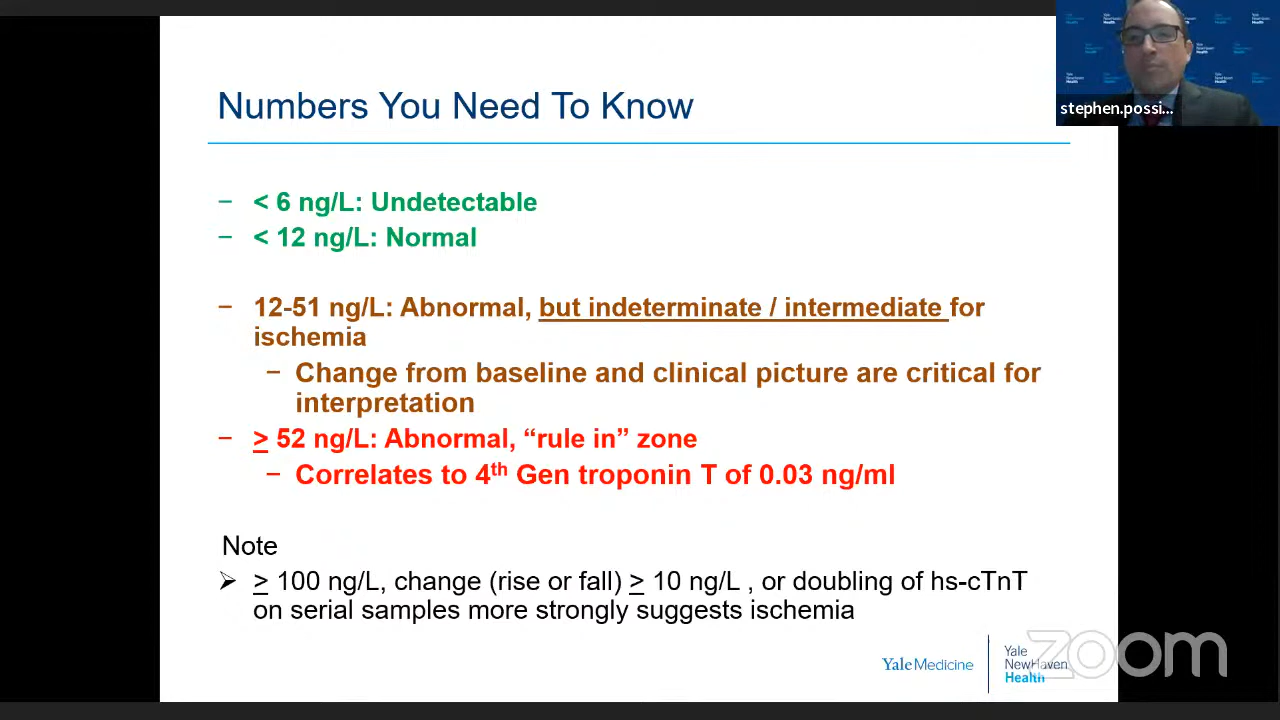 Numbers You Need To Know
stephen.possi...
− < 6 ng/L: Undetectable
− < 12 ng/L: Normal
− 12-51 ng/L: Abnormal, but indeterminate / intermediate for
ischemia
− Change from baseline and clinical picture are critical for
interpretation
− ≥ 52 ng/L: Abnormal, “rule in” zone
− Correlates to 4th Gen troponin T of 0.03 ng/ml
Note
➢ ≥ 100 ng/L, change (rise or fall) ≥ 10 ng/L , or doubling of hs-cTnT
on serial samples more strongly suggests ischemia
Yale Medicine
Yale
NewHaven
Health
zoom